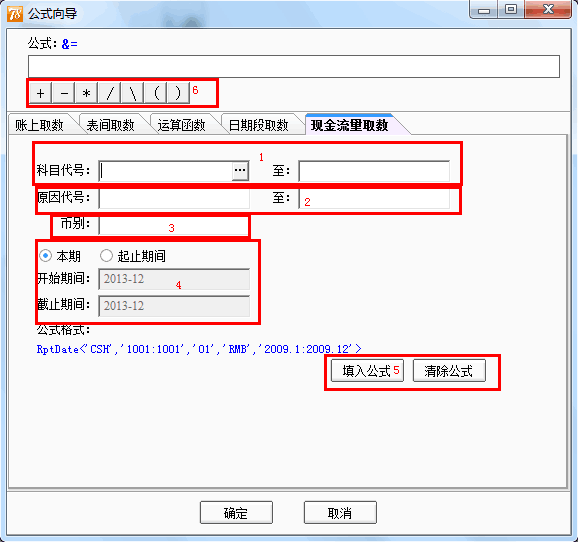 公式向导
公式: &=
+ - * / \ ( ) 6
账上取数 表间取数 运算函数 日期段取数 现金流量取数
1
科目代号: ... 至:
原因代号: 至: 2
币别: 3
本期 起止期间
开始期间: 2013-12 4
截止期间: 2013-12
公式格式:
RptDate<'CSH','1001:1001','01','RMB','2009.1:2009.12'>
填入公式 5 清除公式
确定 取消